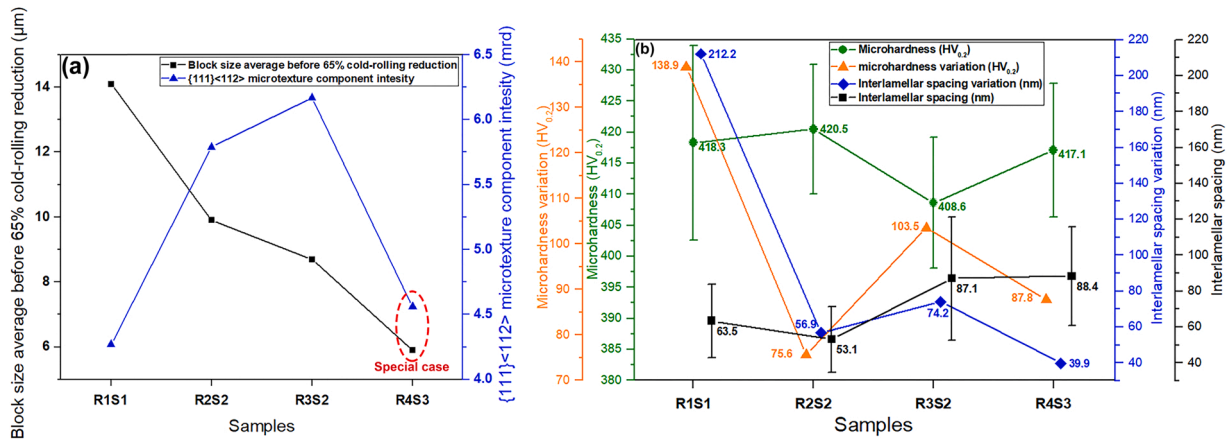 (a)
Block size average before 65% cold-rolling reduction
{111}<112> microtexture component intesity
Block size average before 65% cold-rolling reduction (µm)
14
12
10
8
6
6.5
6.0
5.5
5.0
4.5
4.0
{111}<112> microtexture component intesity (mrd)
Special case
R1S1
R2S2
R3S2
R4S3
Samples
(b)
Microhardness (HV0.2)
microhardness variation (HV0.2)
Interlamellar spacing variation (nm)
Interlamellar spacing (nm)
Microhardness variation (HV0.2)
140
130
120
110
100
90
80
70
Microhardness (HV0.2)
435
430
425
420
415
410
405
400
395
390
385
380
138.9
212.2
418.3
420.5
408.6
417.1
103.5
87.8
75.6
56.9
74.2
39.9
63.5
53.1
87.1
88.4
220
200
180
160
140
120
100
80
60
40
Interlamellar spacing variation (nm)
220
200
180
160
140
120
100
80
60
40
Interlamellar spacing (nm)
R1S1
R2S2
R3S2
R4S3
Samples